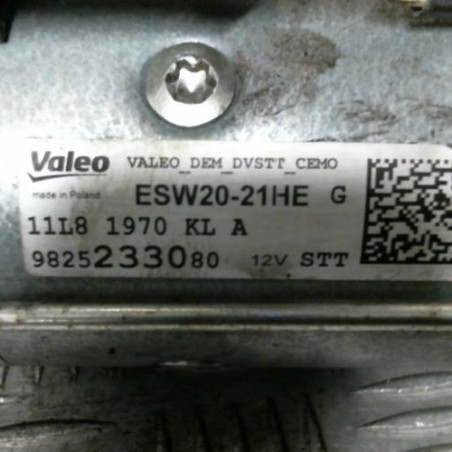 Valeo VALEO_DEM_DVSTT_CEMO
made in Poland ESW20-21HE G
11L8 1970 KL A
9825233080 12V STT